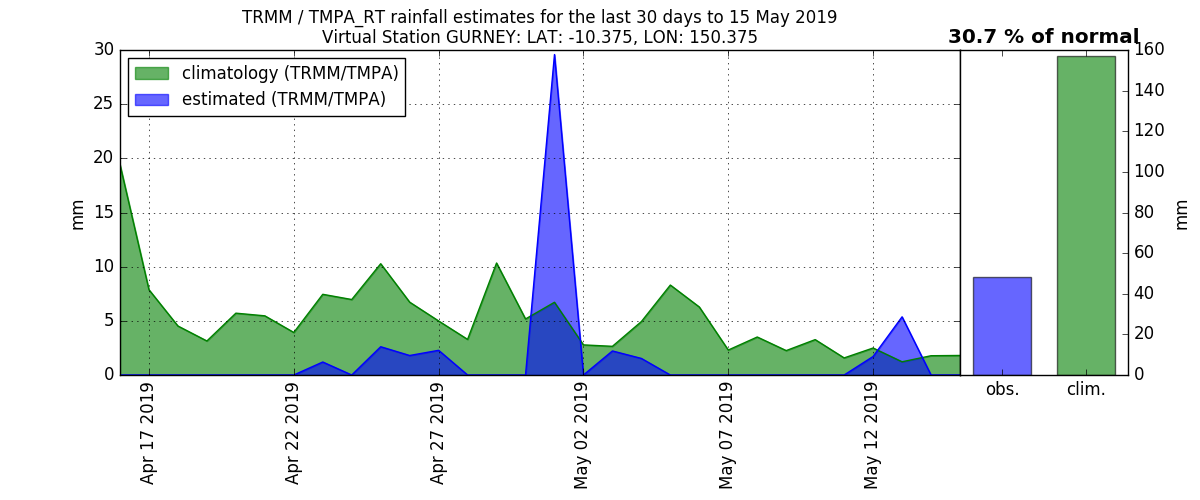 TRMM / TMPA_RT rainfall estimates for the last 30 days to 15 May 2019
Virtual Station GURNEY: LAT: -10.375, LON: 150.375
30.7 % of normal
climatology (TRMM/TMPA)
estimated (TRMM/TMPA)
30
25
20
15
10
5
0
mm
Apr 17 2019
Apr 22 2019
Apr 27 2019
May 02 2019
May 07 2019
May 12 2019
160
140
120
100
80
60
40
20
0
mm
obs.
clim.